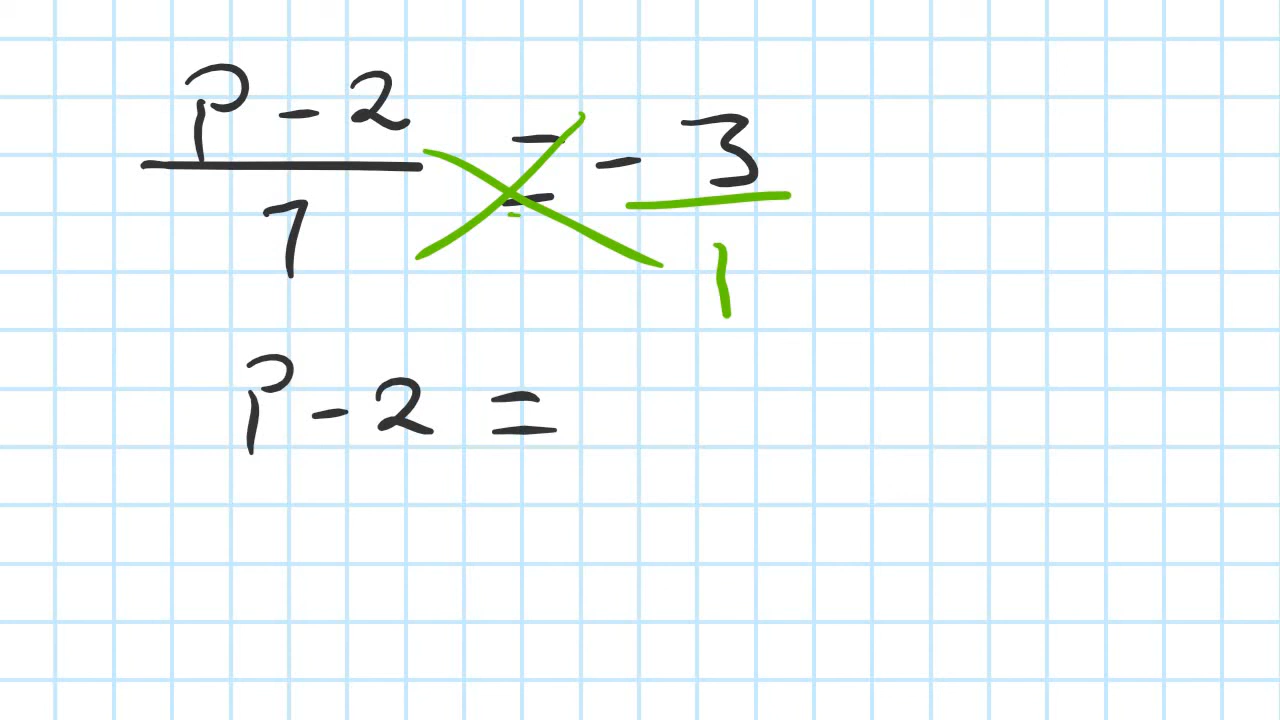 p - 2 = - 3
7 1
p - 2 =